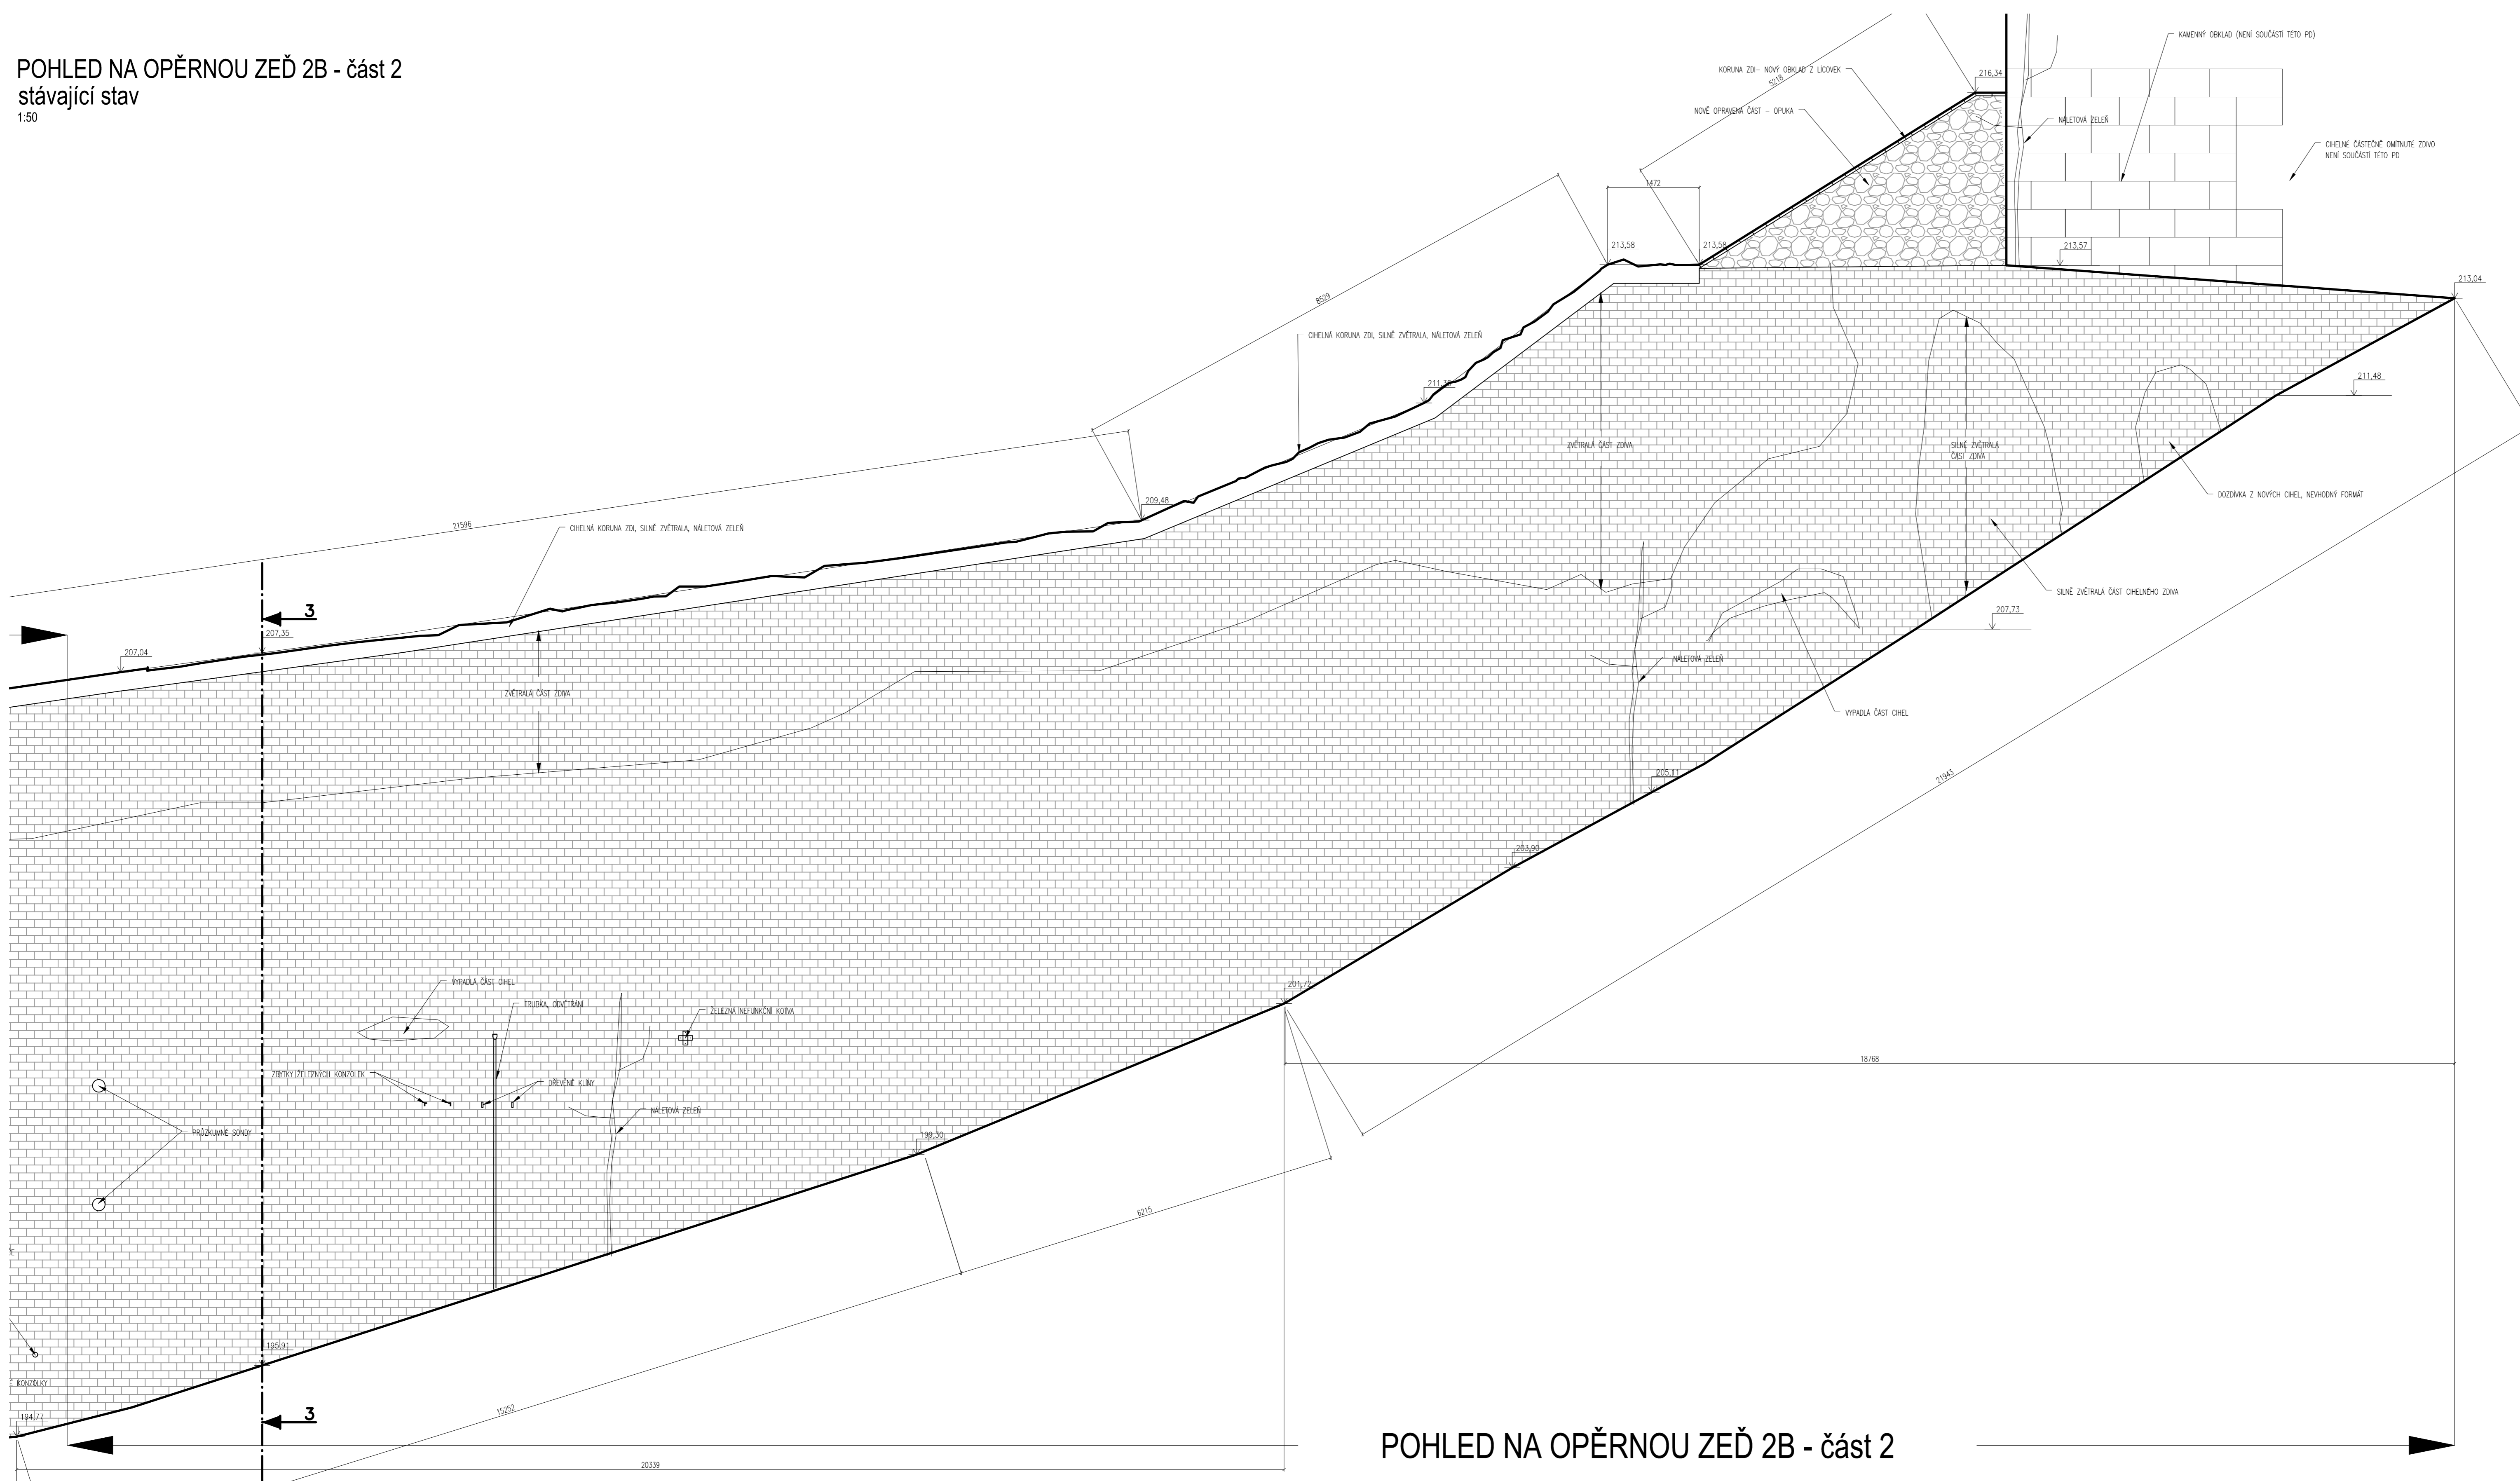 POHLED NA OPĚRNOU ZEĎ 2B - část 2
stávající stav
1:50
KAMENNÝ OBKLAD (NENÍ SOUČÁSTÍ TÉTO PD)
KORUNA ZDI- NOVÝ OBKLAD Z LÍCOVEK
5218
216,34
NOVĚ OPRAVENÁ ČÁST - OPUKA
NÁLETOVÁ ZELEŇ
CIHELNÉ ČÁSTEČNĚ OMÍTNUTÉ ZDIVO
NENÍ SOUČÁSTÍ TÉTO PD
1472
213,58
213,58
213,57
213,04
8529
CIHELNÁ KORUNA ZDI, SILNĚ ZVĚTRALÁ, NÁLETOVÁ ZELEŇ
211,48
ZVĚTRALÁ ČÁST ZDIVA
SILNĚ ZVĚTRALÁ
ČÁST ZDIVA
DOZDÍVKA Z NOVÝCH CIHEL, NEVHODNÝ FORMÁT
209,48
21596
CIHELNÁ KORUNA ZDI, SILNĚ ZVĚTRALÁ, NÁLETOVÁ ZELEŇ
SILNĚ ZVĚTRALÁ ČÁST CIHELNÉHO ZDIVA
3
207,73
207,35
207,04
NÁLETOVÁ ZELEŇ
ZVĚTRALÁ ČÁST ZDIVA
VYPADLÁ ČÁST CIHEL
205,11
21943
203,90
VYPADLÁ ČÁST CIHEL
201,72
TRUBKA, ODVĚTRÁNÍ
ŽELEZNÁ NEFUNKČNÍ KOTVA
18768
ZBYTKY ŽELEZNÝCH KONZOLEK
DŘEVĚNÉ KLÍNY
NÁLETOVÁ ZELEŇ
PRŮZKUMNÉ SONDY
199,30
6215
195,91
KONZOLKY
15252
194,77
3
POHLED NA OPĚRNOU ZEĎ 2B - část 2
20339